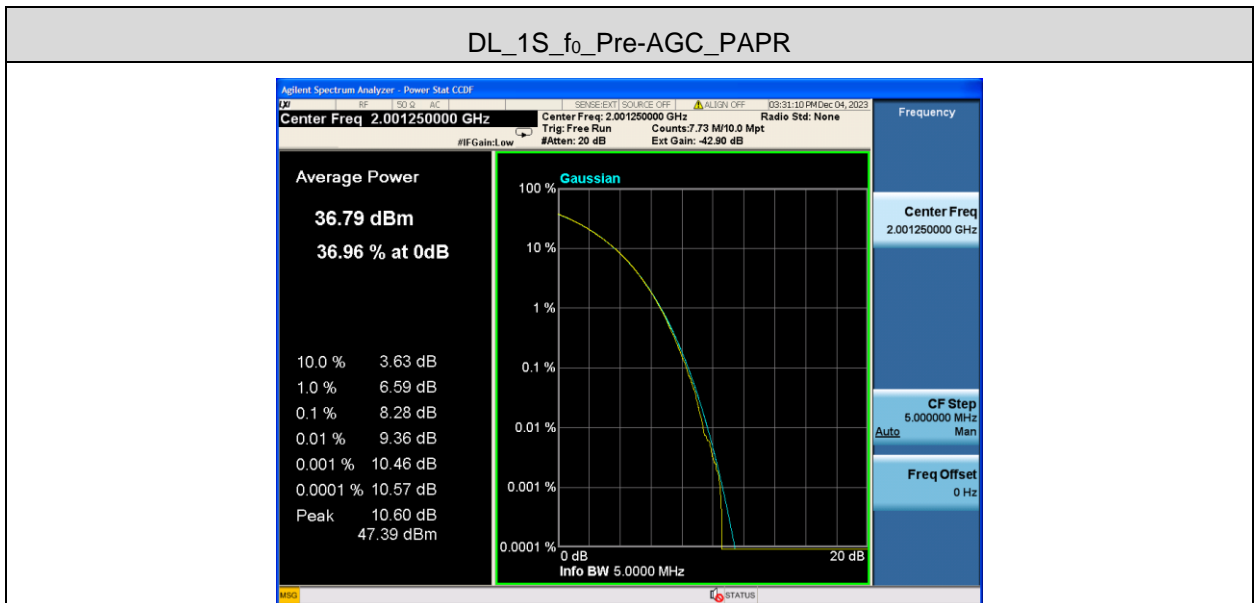 DL_1S_f0_Pre-AGC_PAPR
Agilent Spectrum Analyzer - Power Stat CCDF
LXI RF 50 Ω AC SENSE:EXT SOURCE OFF ALIGN OFF 03:31:10 PM Dec 04, 2023
Center Freq 2.001250000 GHz
Center Freq: 2.001250000 GHz Radio Std: None
Trig: Free Run Counts:7.73 M/10.0 Mpt
#IFGain:Low #Atten: 20 dB Ext Gain: -42.90 dB
Average Power
36.79 dBm
36.96 % at 0dB
10.0 % 3.63 dB
1.0 % 6.59 dB
0.1 % 8.28 dB
0.01 % 9.36 dB
0.001 % 10.46 dB
0.0001 % 10.57 dB
Peak 10.60 dB
47.39 dBm
Gaussian
100 %
10 %
1 %
0.1 %
0.01 %
0.001 %
0.0001 %
0 dB 20 dB
Info BW 5.0000 MHz
Frequency
Center Freq
2.001250000 GHz
CF Step
5.000000 MHz
Auto Man
Freq Offset
0 Hz
MSG STATUS